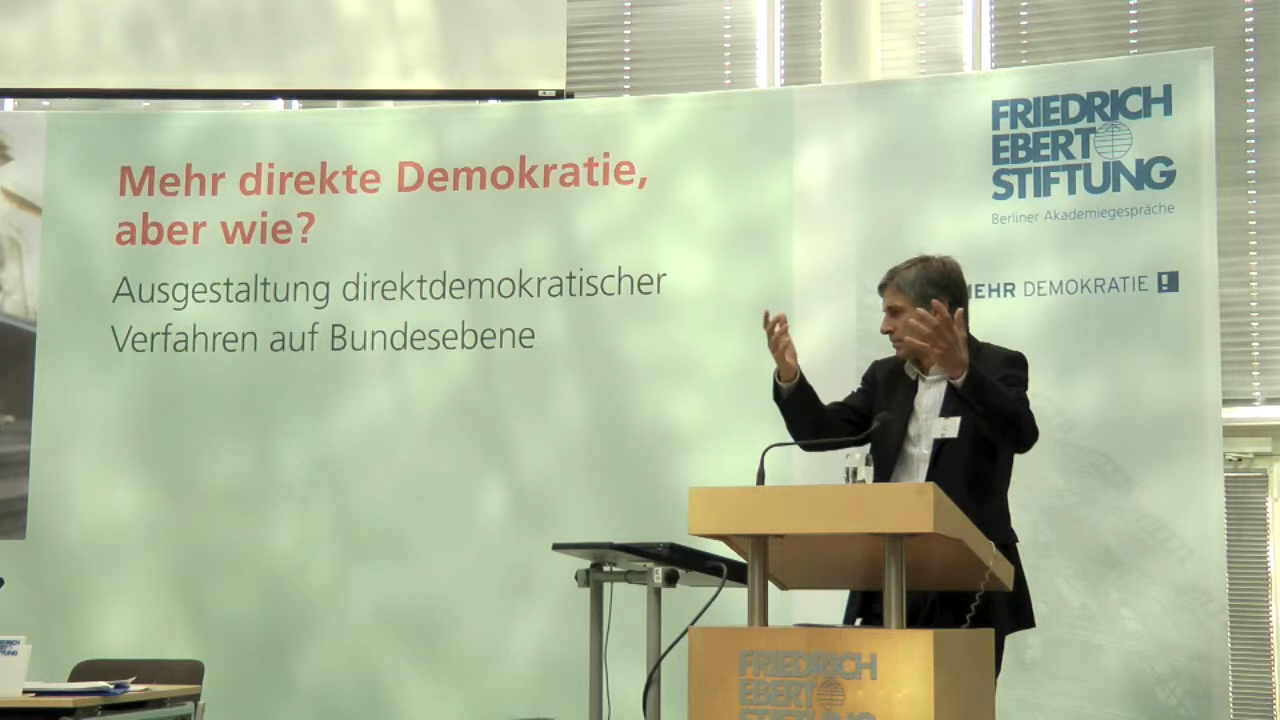 Mehr direkte Demokratie,
aber wie?
Ausgestaltung direktdemokratischer
Verfahren auf Bundesebene
FRIEDRICH
EBERT
STIFTUNG
Berliner Akademiegespräche
MEHR DEMOKRATIE !
FRIEDRICH
EBERT
STIFTUNG